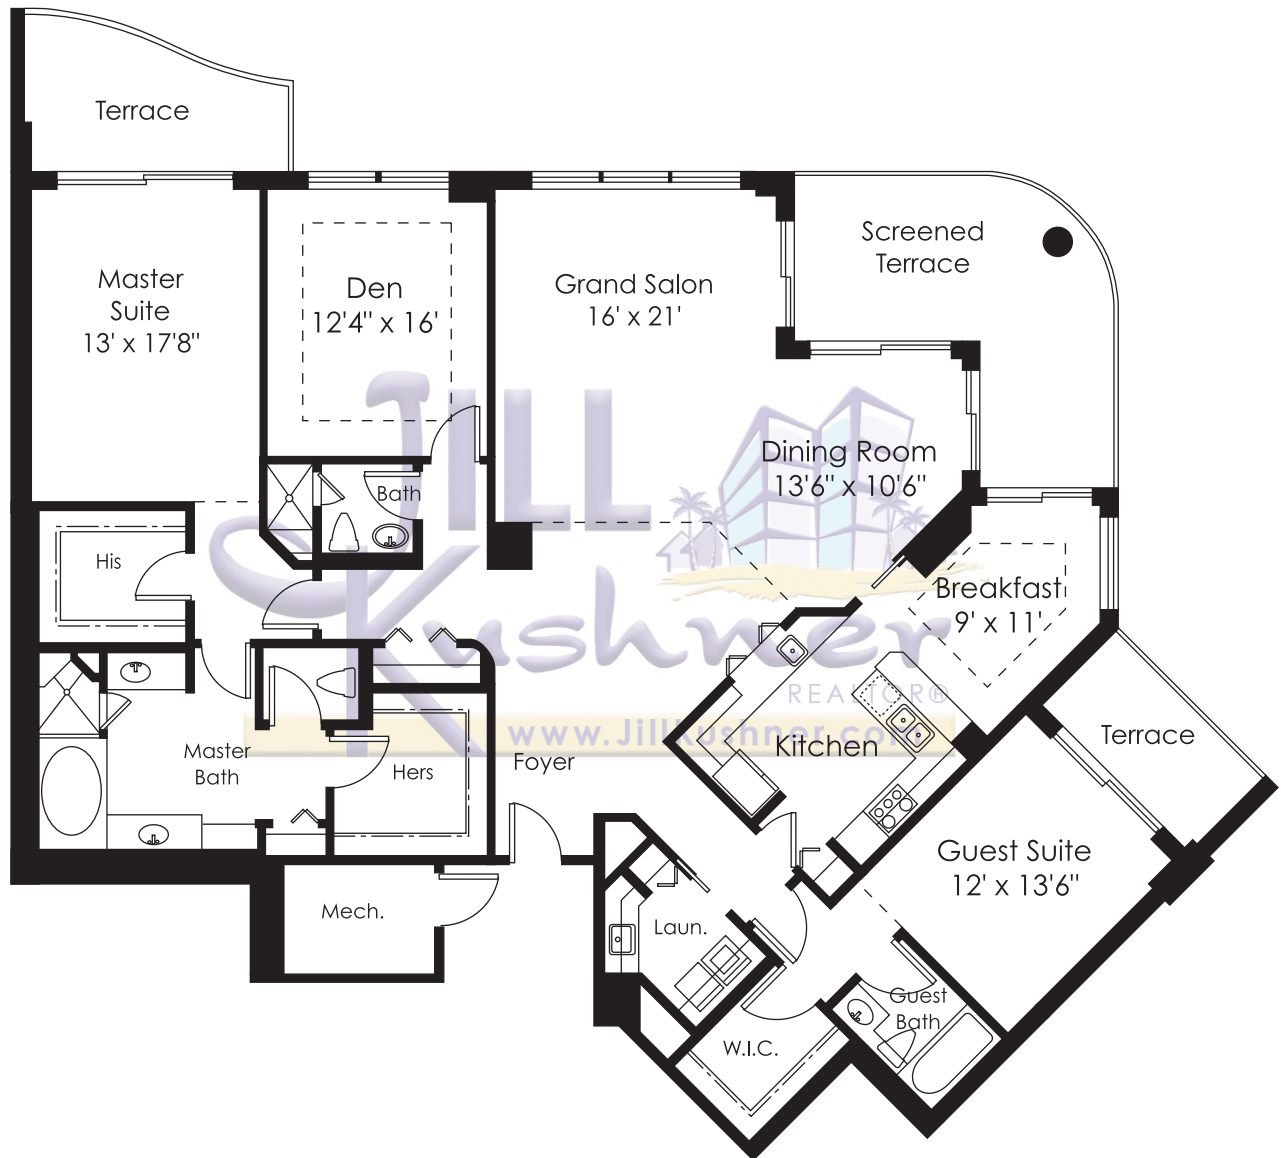 Terrace
Master
Suite
13' x 17'8"
Den
12'4" x 16'
Grand Salon
16' x 21'
Screened
Terrace
Dining Room
13'6" x 10'6"
Bath
His
Breakfast
9' x 11'
JILL
Kushner
REALTOR®
www.JillKushner.com
Master
Bath
Hers
Foyer
Kitchen
Terrace
Guest Suite
12' x 13'6"
Mech.
Laun.
Guest
Bath
W.I.C.